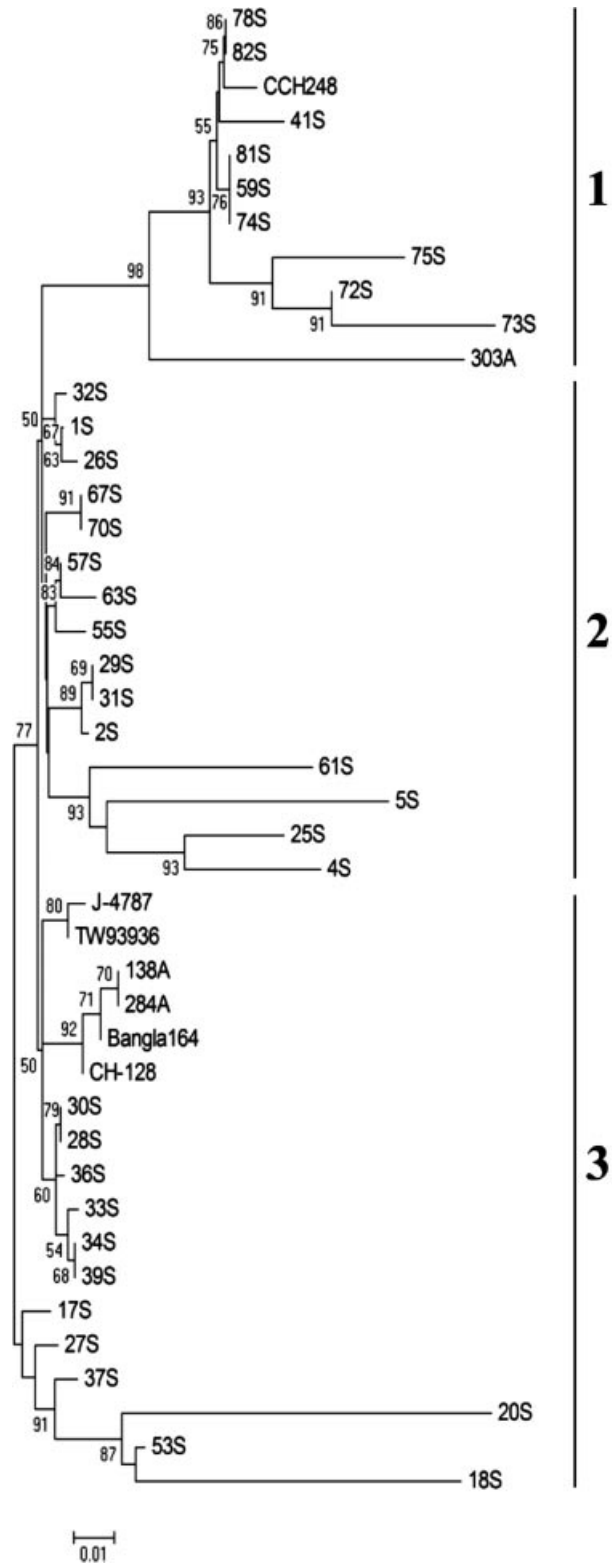 86 78S
75 82S
CCH248
41S
55
81S
93 76 59S
74S
1
75S
98
72S
91
91 73S
303A
32S
50
67 1S
63 26S
91 67S
70S
84 57S
83
63S
55S
2
69 29S
89 31S
2S
77
61S
93 5S
25S
93 4S
80 J-4787
TW93936
70 138A
71 284A
92 Bangla164
50 CH-128
79 30S
28S
3
36S
60
33S
54 34S
68 39S
17S
27S
37S
91 20S
87 53S
18S
0.01